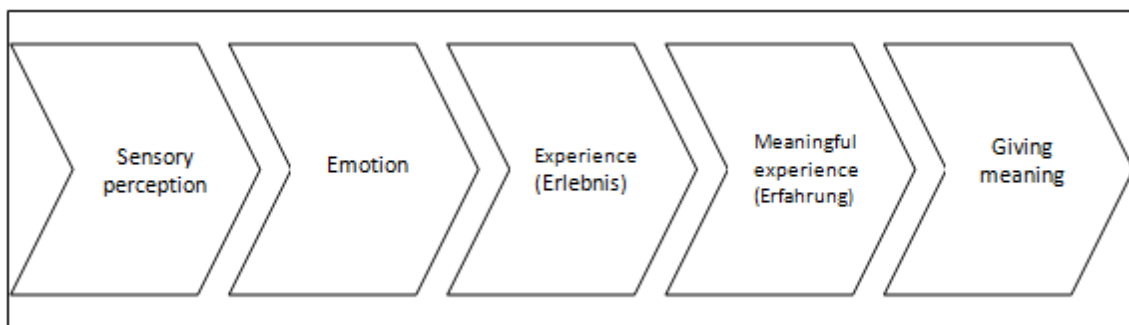 Sensory
perception
Emotion
Experience
(Erlebnis)
Meaningful
experience
(Erfahrung)
Giving
meaning